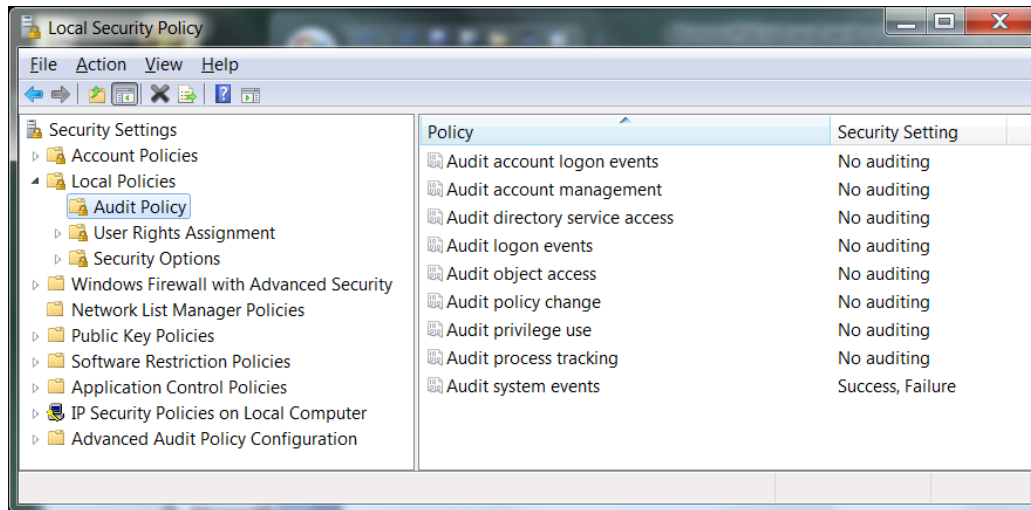 Local Security Policy
File Action View Help
Security Settings
Account Policies
Local Policies
Audit Policy
User Rights Assignment
Security Options
Windows Firewall with Advanced Security
Network List Manager Policies
Public Key Policies
Software Restriction Policies
Application Control Policies
IP Security Policies on Local Computer
Advanced Audit Policy Configuration
Policy Security Setting
Audit account logon events No auditing
Audit account management No auditing
Audit directory service access No auditing
Audit logon events No auditing
Audit object access No auditing
Audit policy change No auditing
Audit privilege use No auditing
Audit process tracking No auditing
Audit system events Success, Failure